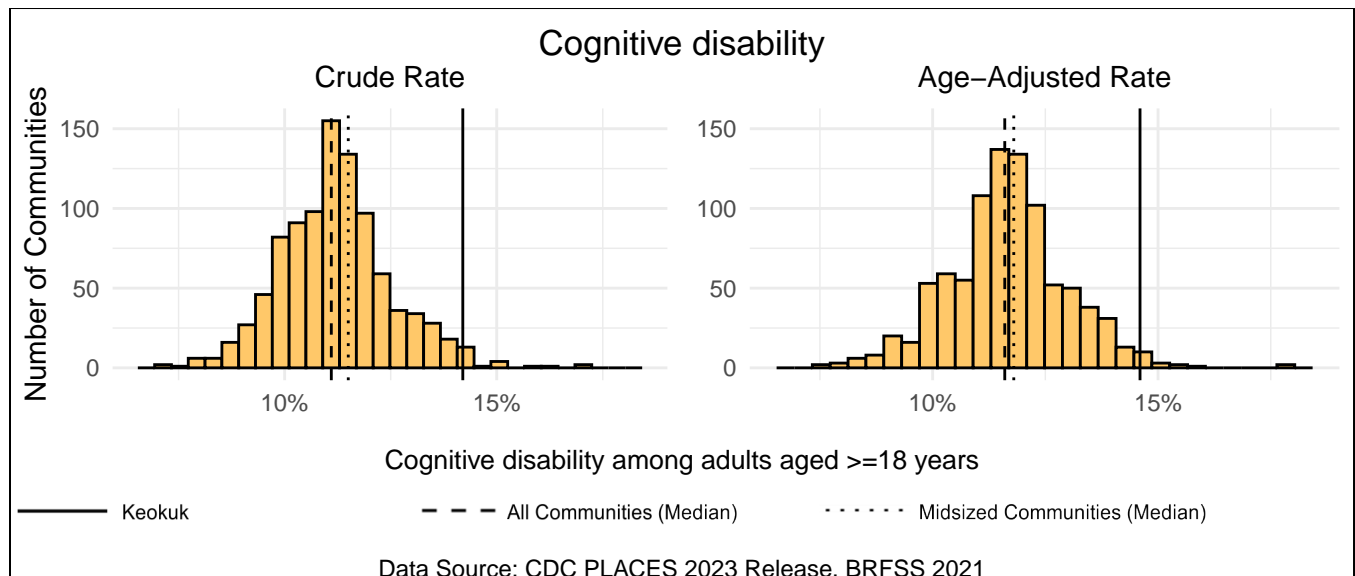 Cognitive disability
Crude Rate
Age−Adjusted Rate
Number of Communities
150
100
50
0
10%
15%
150
100
50
0
10%
15%
Cognitive disability among adults aged >=18 years
Keokuk
All Communities (Median)
Midsized Communities (Median)
Data Source: CDC PLACES 2023 Release, BRFSS 2021